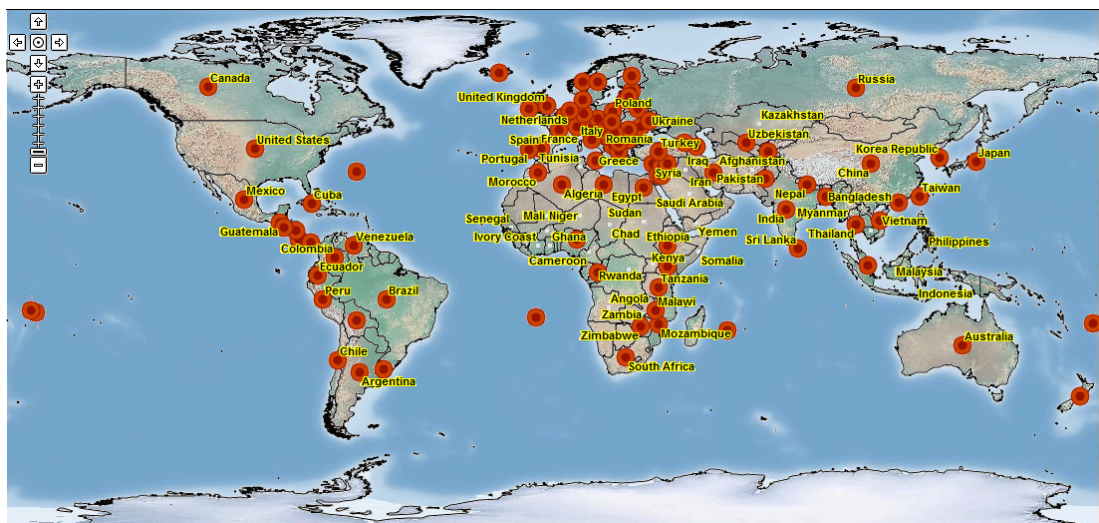 Canada
Russia
United Kingdom
Poland
Kazakhstan
Netherlands
Ukraine
United States
Spain
France
Italy
Romania
Turkey
Uzbekistan
Korea Republic
Japan
Portugal
Tunisia
Greece
Iraq
Afghanistan
China
Syria
Morocco
Iran
Pakistan
Mexico
Cuba
Algeria
Egypt
Saudi Arabia
Nepal
Bangladesh
Taiwan
Senegal
Mali
Niger
Sudan
India
Myanmar
Vietnam
Guatemala
Ivory Coast
Ghana
Chad
Ethiopia
Yemen
Thailand
Colombia
Venezuela
Sri Lanka
Philippines
Cameroon
Kenya
Somalia
Ecuador
Rwanda
Tanzania
Malaysia
Peru
Brazil
Angola
Malawi
Indonesia
Zambia
Zimbabwe
Mozambique
Australia
Chile
South Africa
Argentina